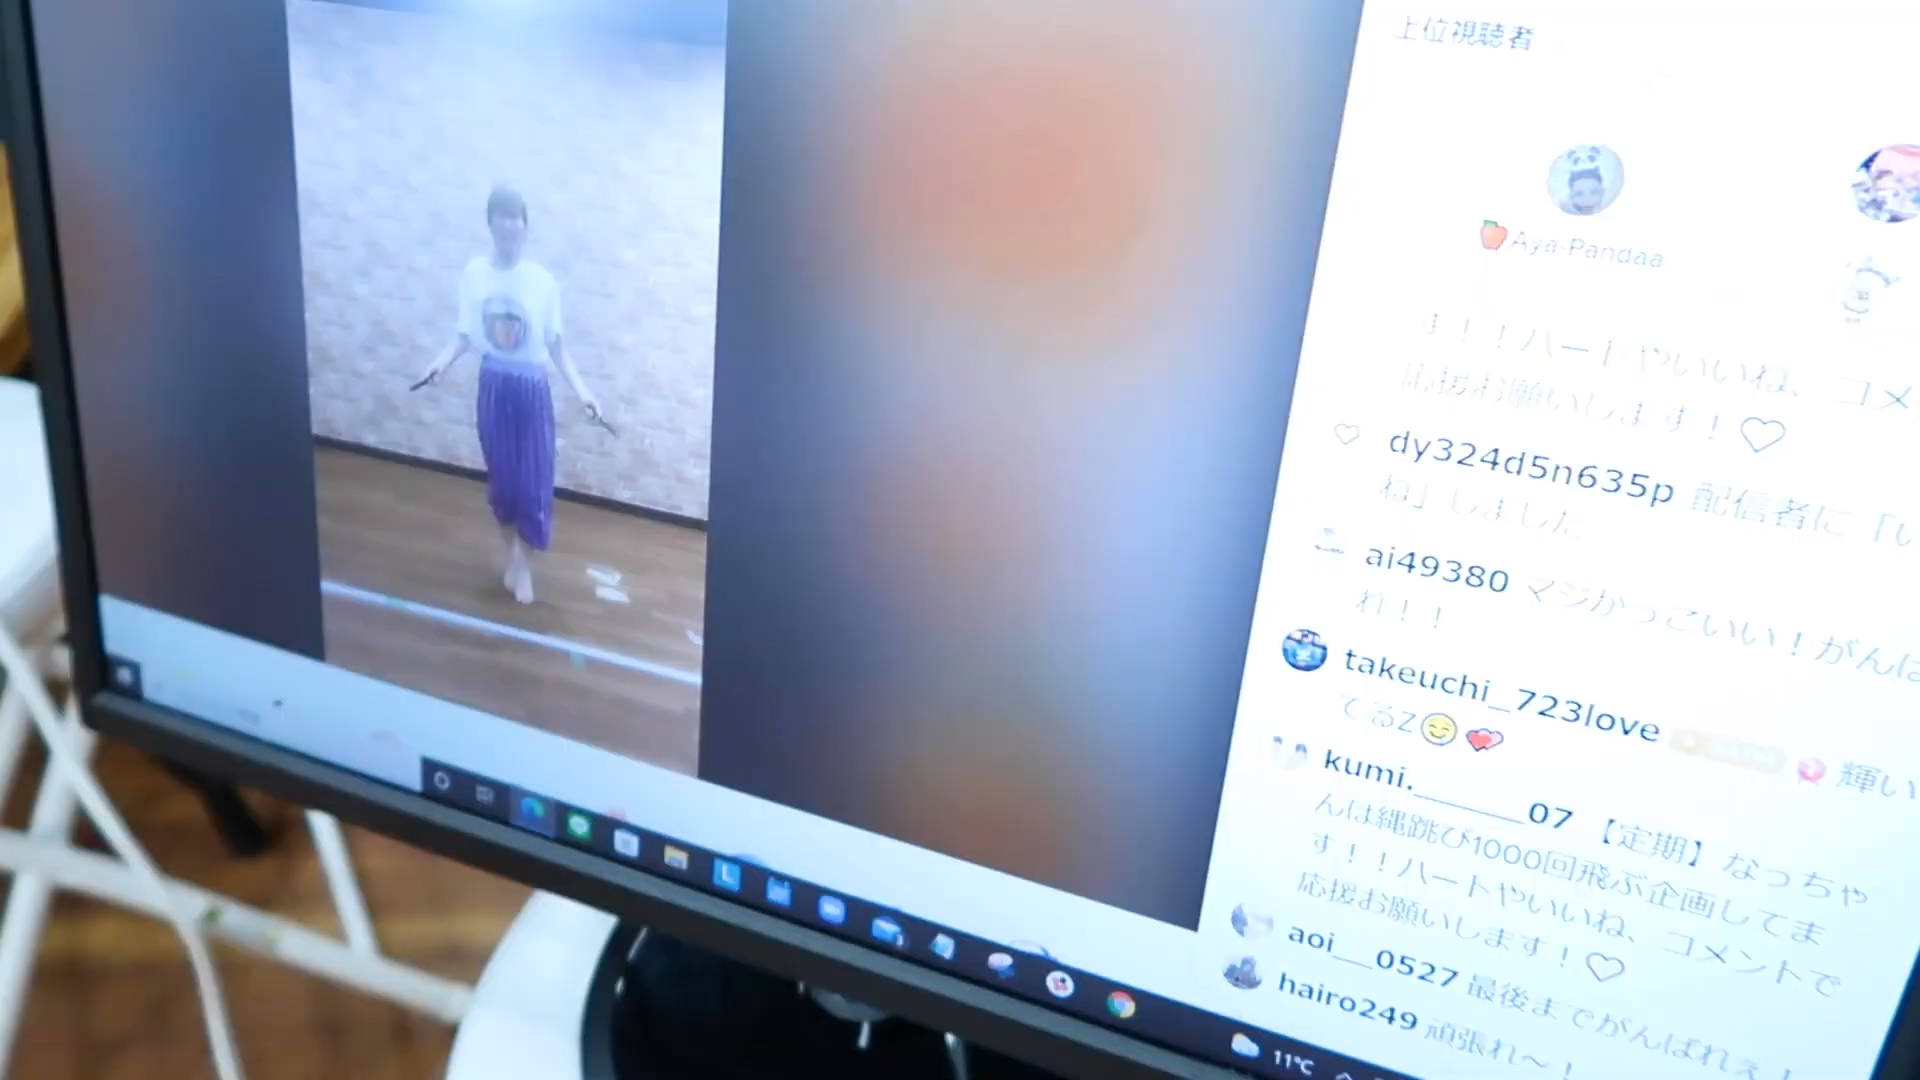 上位視聴者
Aya-Pandaa
す！！ハートやいいね、コメ
応援お願いします！♡
dy324d5n635p 配信者に「い
ね」しました
ai49380 マジかっこいい！がんば
れ！！
takeuchi_723love 輝い
てるZ😊💕
kumi.______07 【定期】なっちゃ
んは縄跳び1000回飛ぶ企画してま
す！！ハートやいいね、コメントで
応援お願いします！♡
aoi__0527 最後までがんばれぇ！
hairo249 頑張れ～！
11℃